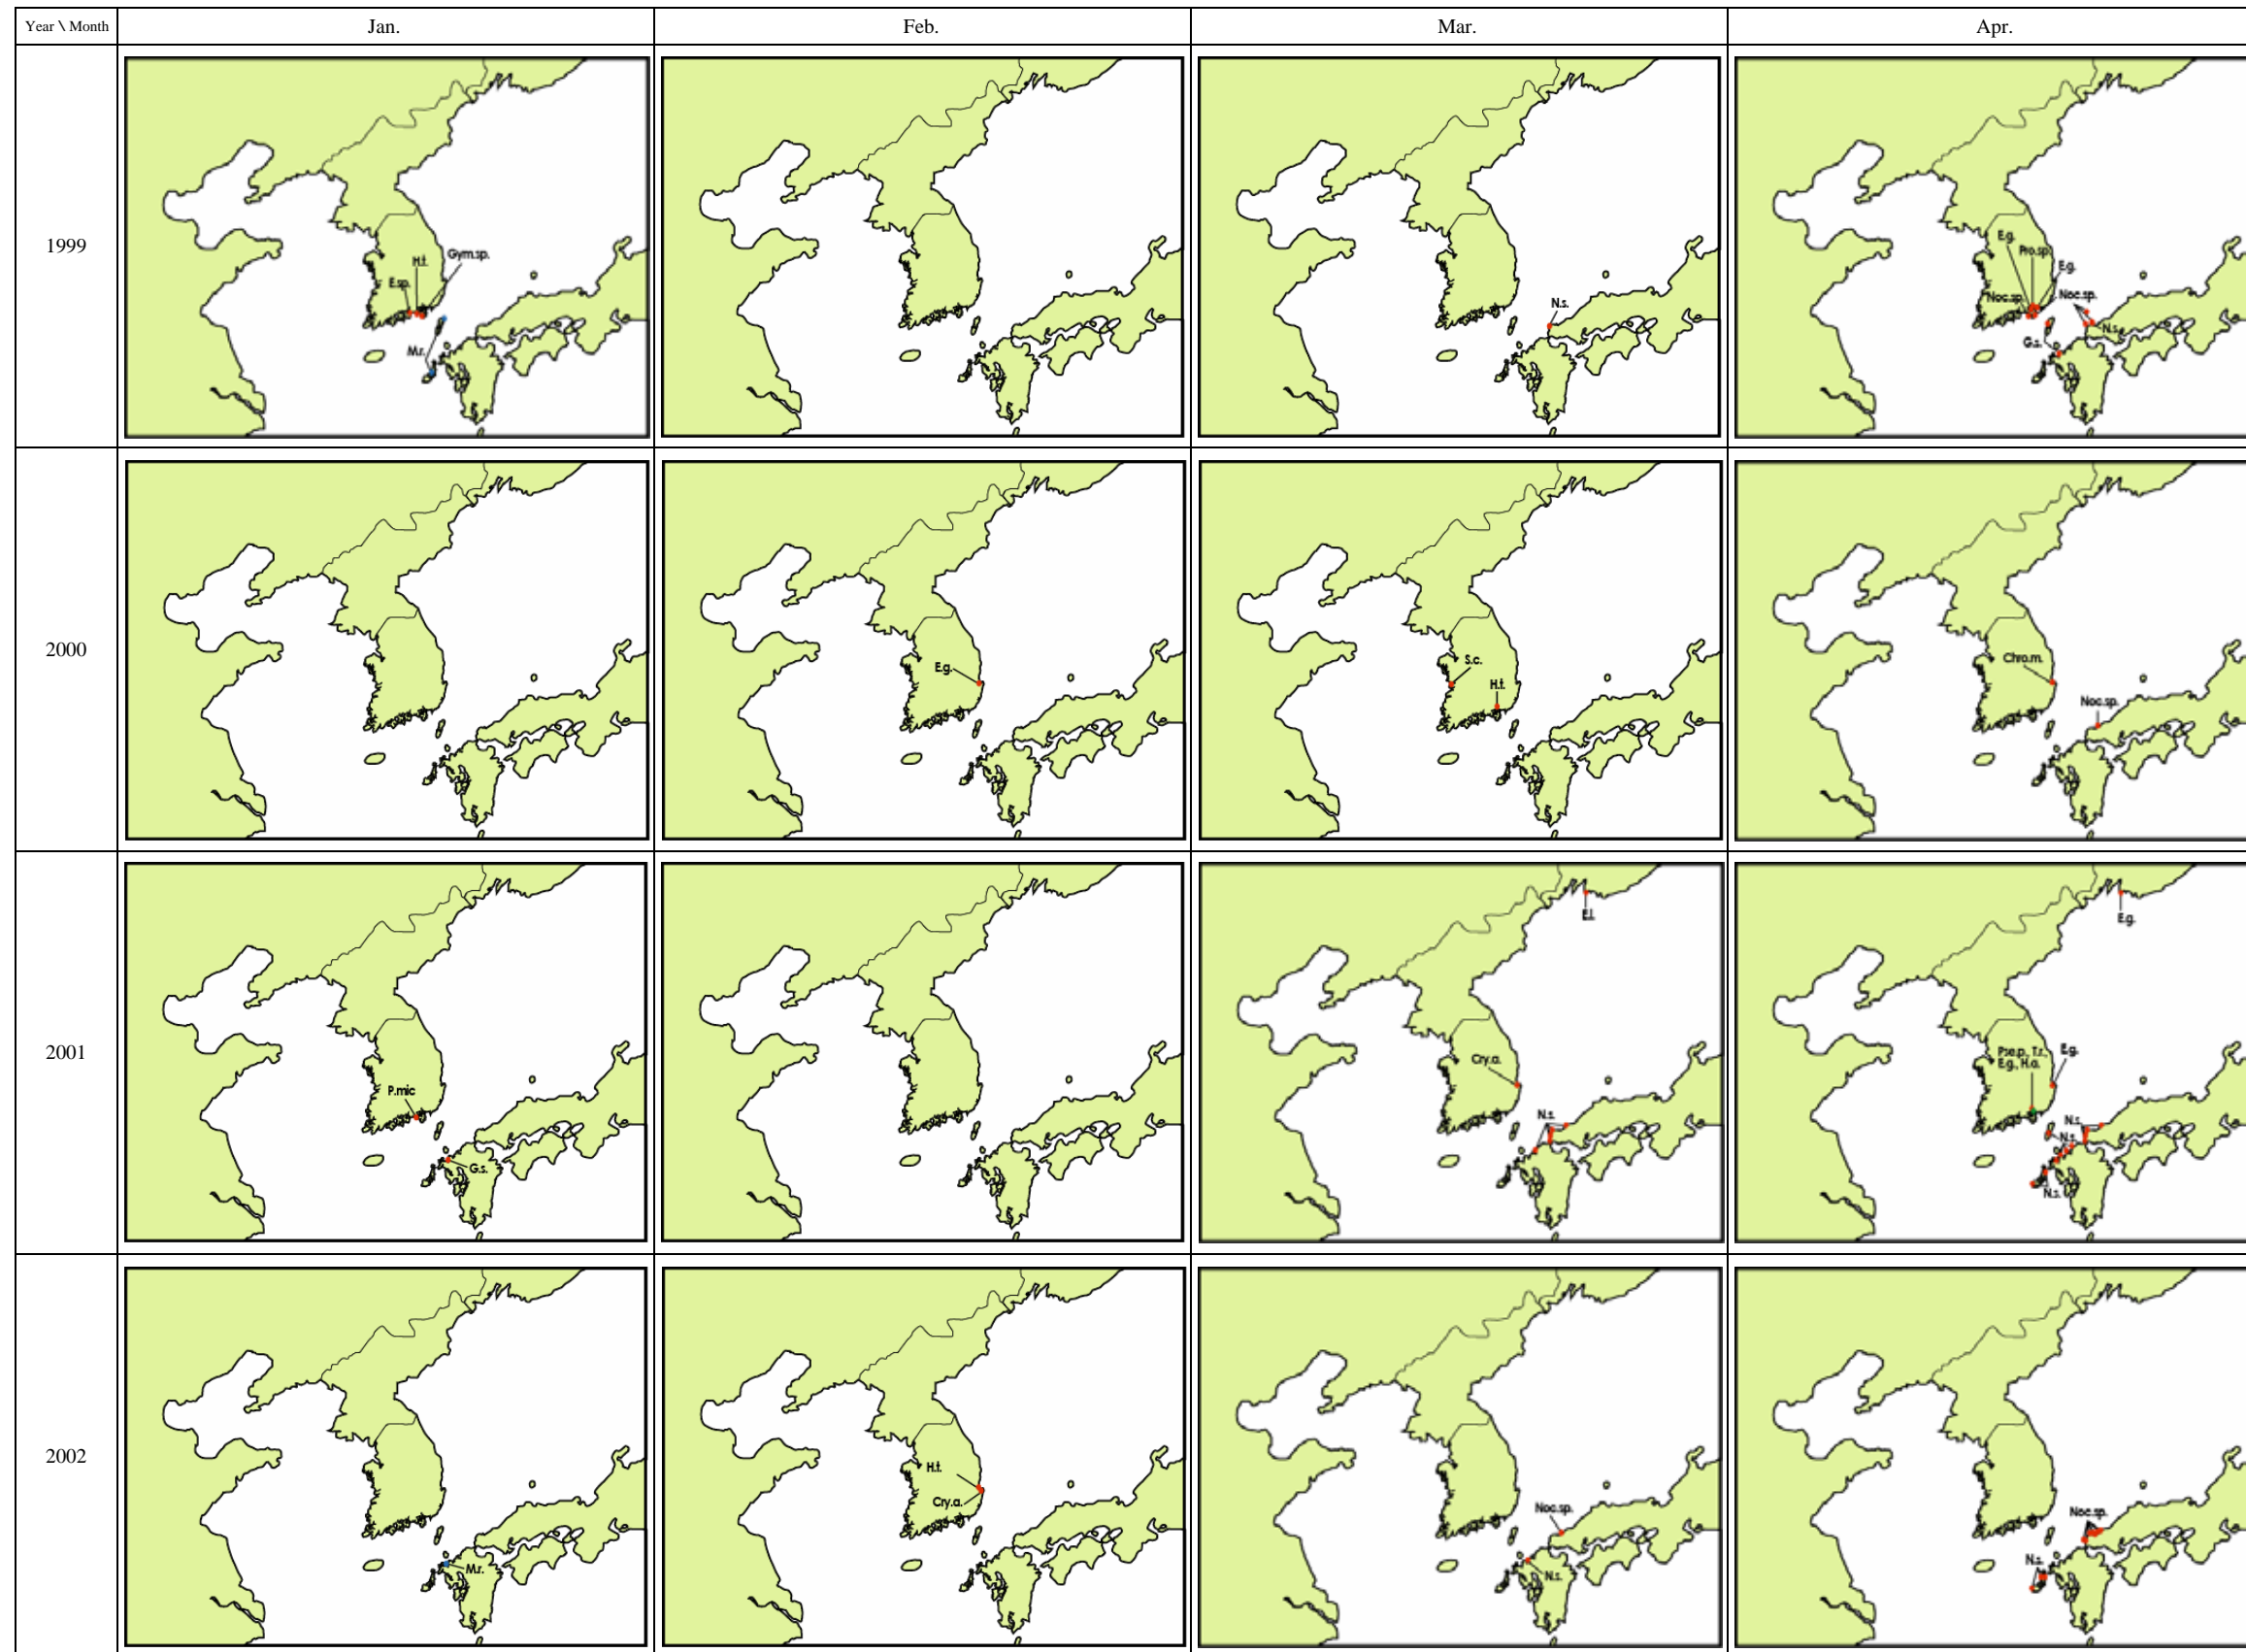 Year \ Month Jan. Feb. Mar. Apr.
1999
Gym.sp.
H.t.
E.sp.
M.r.
N.s.
E.g.
Pro.sp.
E.g.
Noc.sp.
Noc.sp.
N.s.
G.s.
2000
E.g.
S.c.
H.t.
Chro.m.
Noc.sp.
2001
P.mic
G.s.
E.l.
Cry.a.
N.s.
E.g.
Pse.p., T.r.,
E.g., H.a.
E.g.
N.s.
N.s.
N.s.
2002
M.r.
H.t.
Cry.a.
Noc.sp.
N.s.
Noc.sp.
N.s.